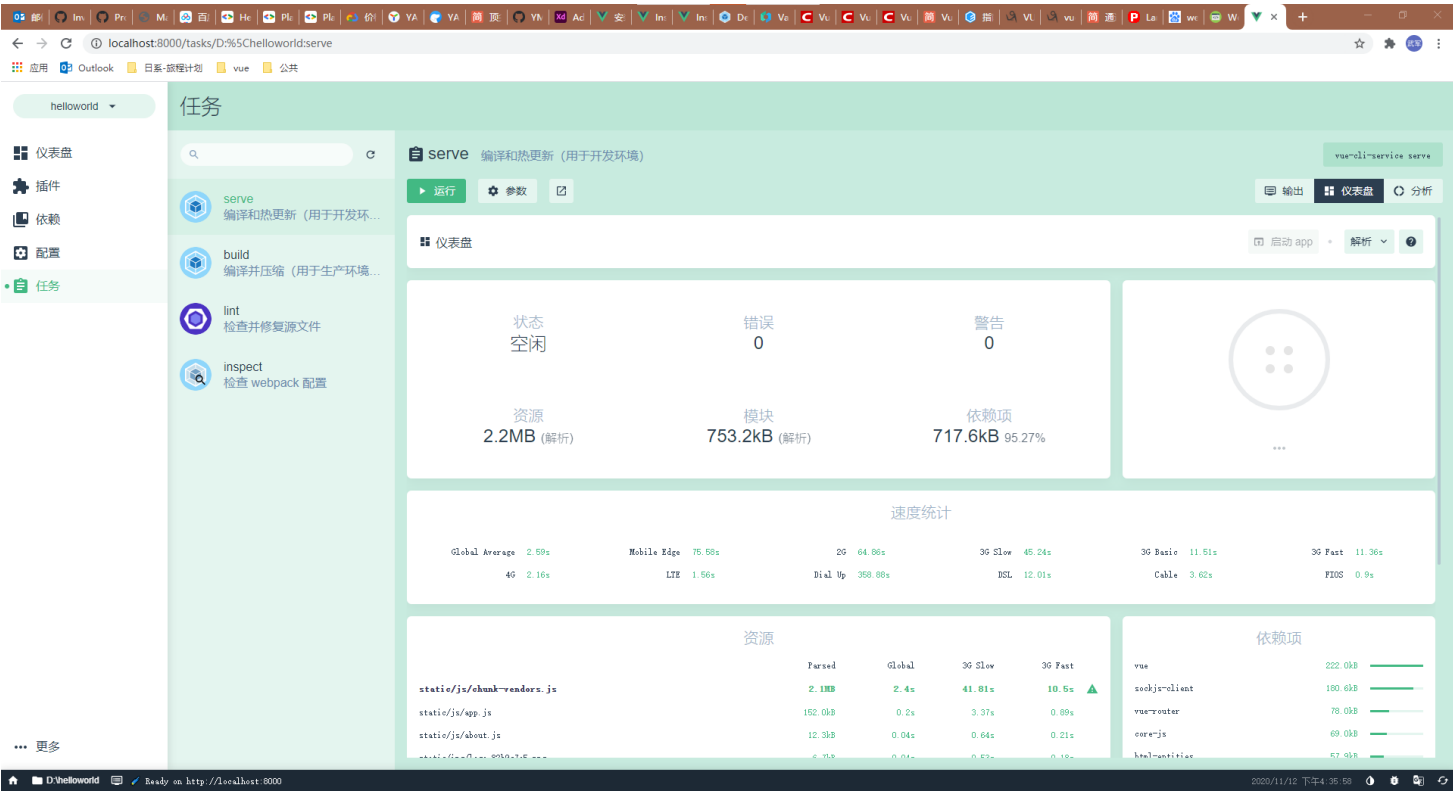 localhost:8000/tasks/D:%5Chelloworld:serve
应用 Outlook 日系-旅程计划 vue 公共
helloworld
任务
仪表盘
插件
依赖
配置
任务
更多
serve
编译和热更新（用于开发环...
build
编译并压缩（用于生产环境...
lint
检查并修复源文件
inspect
检查 webpack 配置
serve 编译和热更新（用于开发环境）
vue-cli-service serve
运行 参数
输出 仪表盘 分析
仪表盘
启动 app 解析
状态 错误 警告
空闲 0 0
资源 模块 依赖项
2.2MB (解析) 753.2kB (解析) 717.6kB 95.27%
速度统计
Global Average 2.59s Mobile Edge 75.58s 2G 64.86s 3G Slow 45.24s 3G Basic 11.51s 3G Fast 11.36s
4G 2.16s LTE 1.56s Dial Up 358.88s DSL 12.01s Cable 3.62s FIOS 0.9s
资源
Parsed Global 3G Slow 3G Fast
static/js/chunk-vendors.js 2.1MB 2.4s 41.81s 10.5s
static/js/app.js 152.0kB 0.2s 3.37s 0.89s
static/js/about.js 12.3kB 0.04s 0.64s 0.21s
依赖项
vue 222.0kB
sockjs-client 180.6kB
vue-router 78.0kB
core-js 69.0kB
html-entities 57.9kB
D:\helloworld Ready on http://localhost:8000
2020/11/12 下午4:35:58